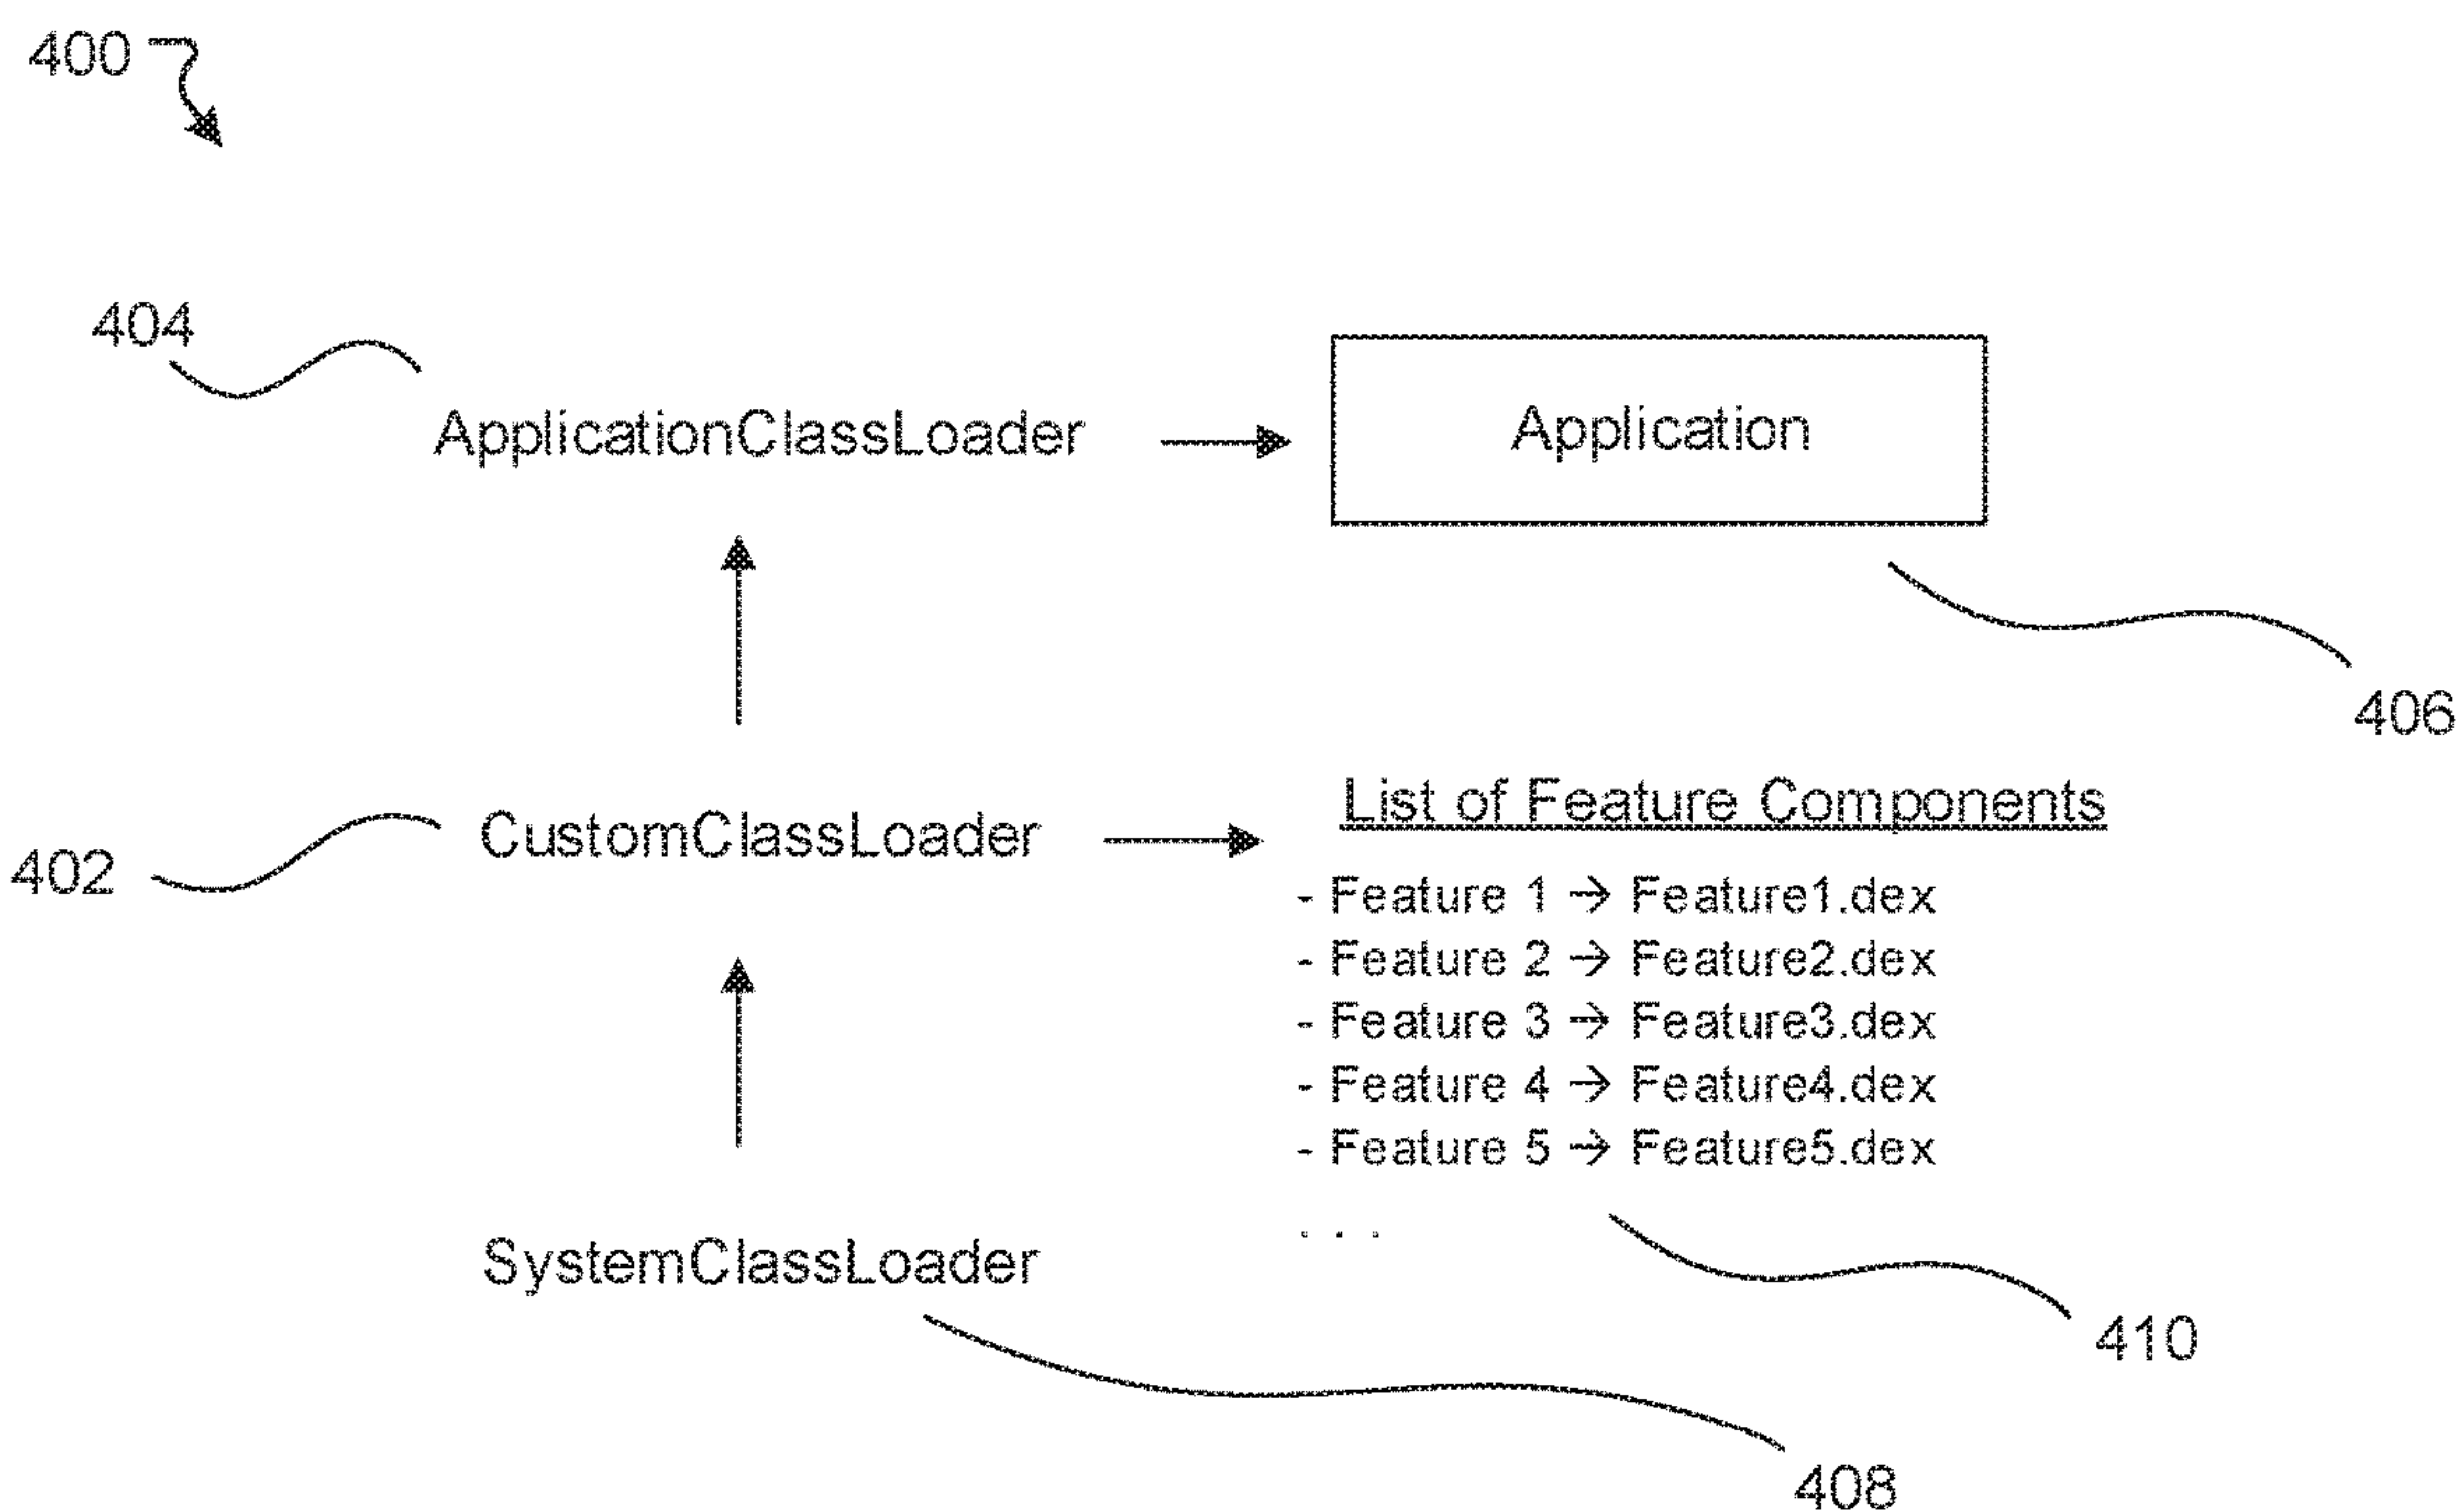 400
404
ApplicationClassLoader
Application
406
List of Feature Components
CustomClassLoader
402
- Feature 1 → Feature1.dex
- Feature 2 → Feature2.dex
- Feature 3 → Feature3.dex
- Feature 4 → Feature4.dex
- Feature 5 → Feature5.dex
. . .
SystemClassLoader
410
408